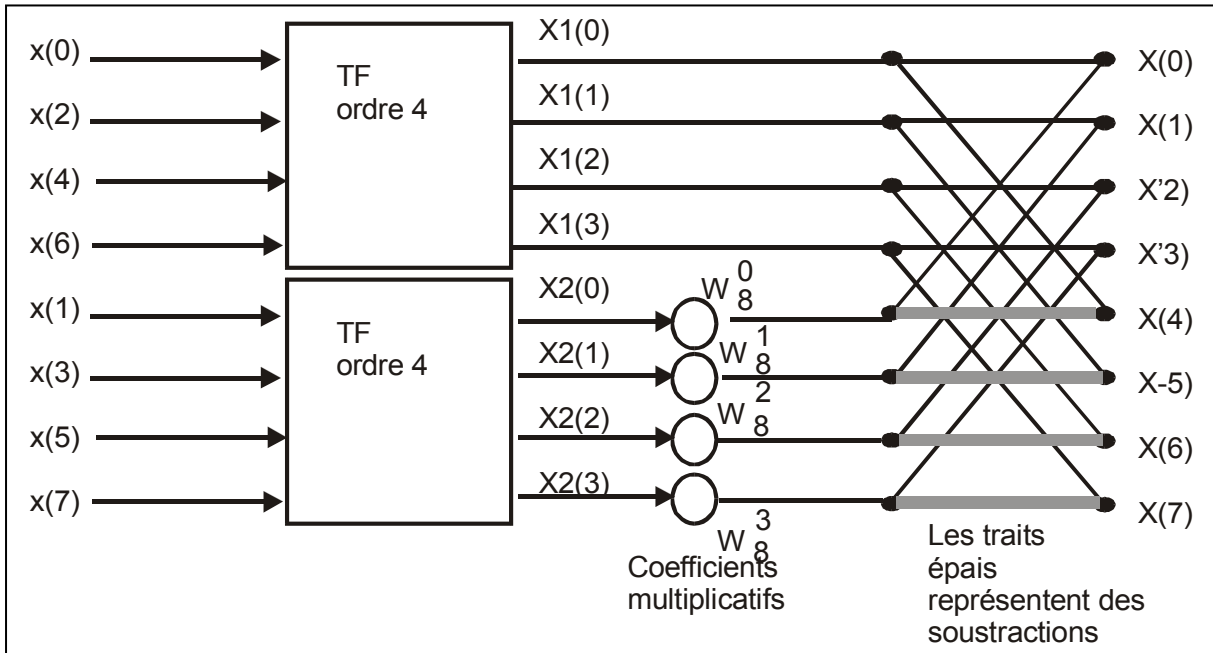 x(0)
x(2)
x(4)
x(6)
x(1)
x(3)
x(5)
x(7)
TF
ordre 4
TF
ordre 4
X1(0)
X1(1)
X1(2)
X1(3)
X2(0)
X2(1)
X2(2)
X2(3)
W 0 8
W 1 8
W 2 8
W 3 8
Coefficients
multiplicatifs
X(0)
X(1)
X'2)
X'3)
X(4)
X-5)
X(6)
X(7)
Les traits
épais
représentent des
soustractions